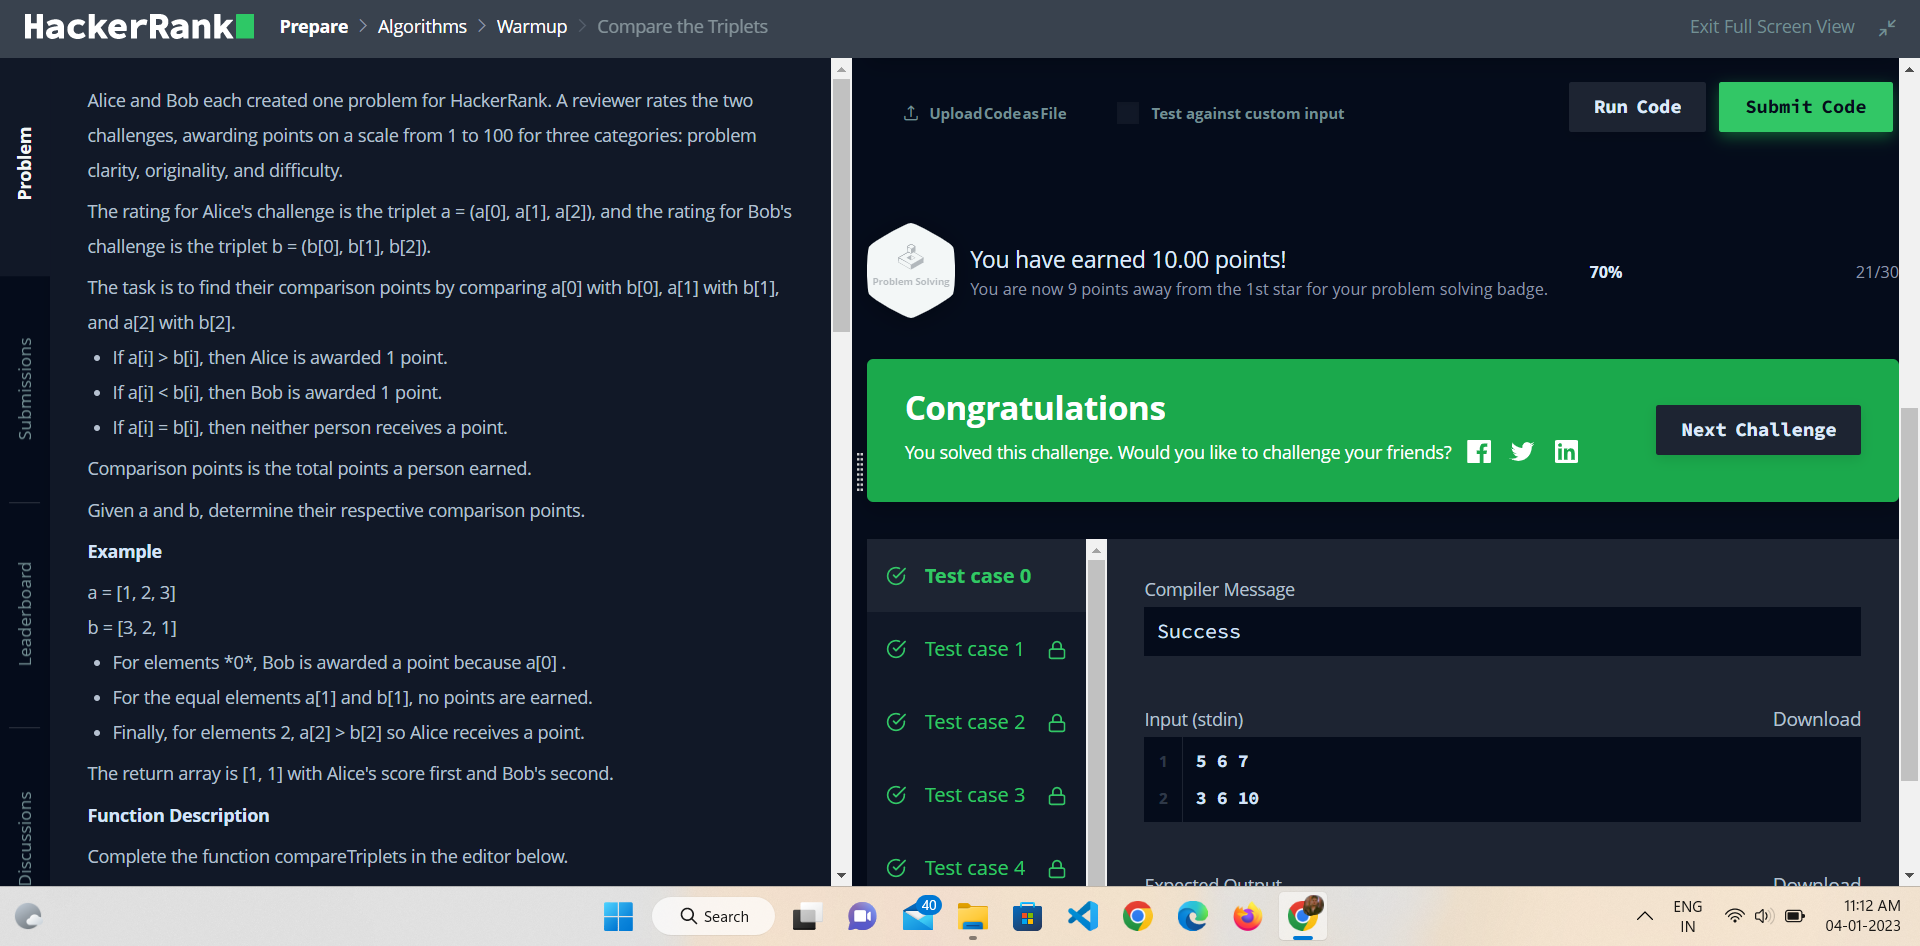 HackerRank
Prepare > Algorithms > Warmup > Compare the Triplets
Exit Full Screen View
Problem
Submissions
Leaderboard
Discussions
Alice and Bob each created one problem for HackerRank. A reviewer rates the two
challenges, awarding points on a scale from 1 to 100 for three categories: problem
clarity, originality, and difficulty.
The rating for Alice's challenge is the triplet a = (a[0], a[1], a[2]), and the rating for Bob's
challenge is the triplet b = (b[0], b[1], b[2]).
The task is to find their comparison points by comparing a[0] with b[0], a[1] with b[1],
and a[2] with b[2].
• If a[i] > b[i], then Alice is awarded 1 point.
• If a[i] < b[i], then Bob is awarded 1 point.
• If a[i] = b[i], then neither person receives a point.
Comparison points is the total points a person earned.
Given a and b, determine their respective comparison points.
Example
a = [1, 2, 3]
b = [3, 2, 1]
• For elements *0*, Bob is awarded a point because a[0] .
• For the equal elements a[1] and b[1], no points are earned.
• Finally, for elements 2, a[2] > b[2] so Alice receives a point.
The return array is [1, 1] with Alice's score first and Bob's second.
Function Description
Complete the function compareTriplets in the editor below.
Upload Code as File
Test against custom input
Run Code
Submit Code
Problem Solving
You have earned 10.00 points!
You are now 9 points away from the 1st star for your problem solving badge.
70%
21/30
Congratulations
You solved this challenge. Would you like to challenge your friends?
Next Challenge
Test case 0
Test case 1
Test case 2
Test case 3
Test case 4
Compiler Message
Success
Input (stdin)
Download
1 5 6 7
2 3 6 10
Expected Output
Download
Search
40
ENG
IN
11:12 AM
04-01-2023